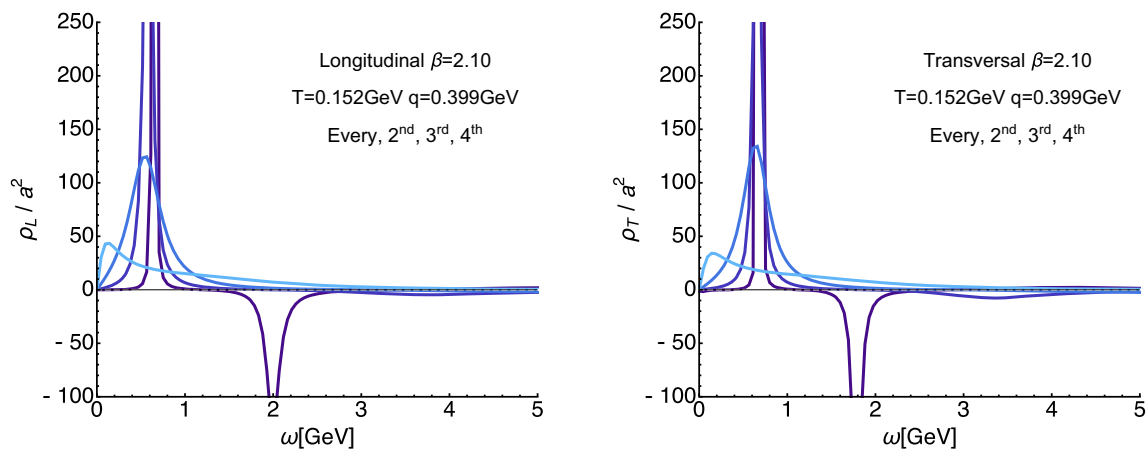 250
200
150
100
50
0
- 50
- 100
ρL / a²
Longitudinal β=2.10
T=0.152GeV q=0.399GeV
Every, 2nd, 3rd, 4th
0 1 2 3 4 5
ω[GeV]
250
200
150
100
50
0
- 50
- 100
ρT / a²
Transversal β=2.10
T=0.152GeV q=0.399GeV
Every, 2nd, 3rd, 4th
0 1 2 3 4 5
ω[GeV]